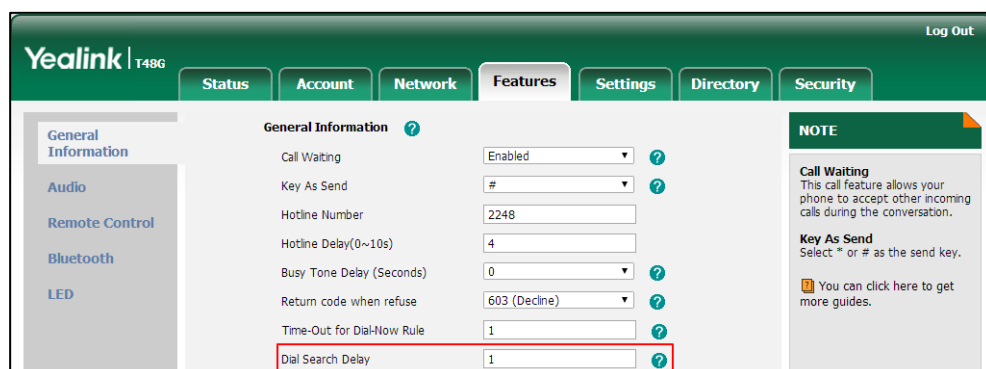 Log Out
Yealink T48G
Status Account Network Features Settings Directory Security
General Information
Audio
Remote Control
Bluetooth
LED
General Information ?
Call Waiting Enabled ?
Key As Send # ?
Hotline Number 2248
Hotline Delay(0~10s) 4
Busy Tone Delay (Seconds) 0 ?
Return code when refuse 603 (Decline) ?
Time-Out for Dial-Now Rule 1 ?
Dial Search Delay 1 ?
NOTE
Call Waiting
This call feature allows your
phone to accept other incoming
calls during the conversation.
Key As Send
Select * or # as the send key.
? You can click here to get
more guides.